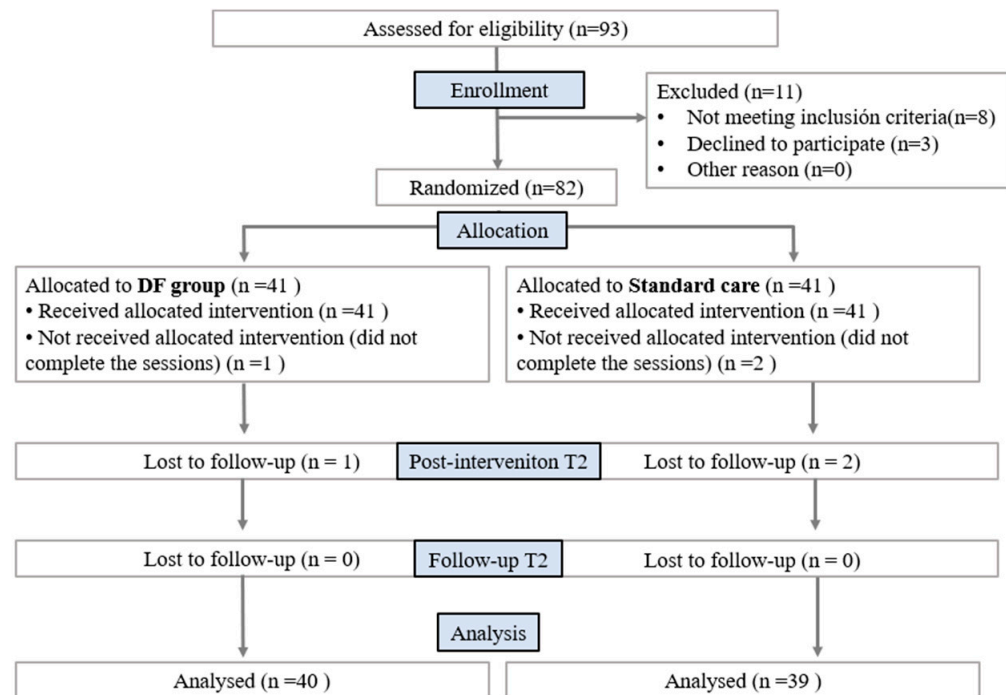 Assessed for eligibility (n=93)
Enrollment
Excluded (n=11)
• Not meeting inclusión criteria(n=8)
• Declined to participate (n=3)
• Other reason (n=0)
Randomized (n=82)
Allocation
Allocated to DF group (n =41 )
• Received allocated intervention (n =41 )
• Not received allocated intervention (did not
complete the sessions) (n =1 )
Allocated to Standard care (n =41 )
• Received allocated intervention (n =41 )
• Not received allocated intervention (did not
complete the sessions) (n =2 )
Lost to follow-up (n = 1)
Post-interveniton T2
Lost to follow-up (n = 2)
Lost to follow-up (n = 0)
Follow-up T2
Lost to follow-up (n = 0)
Analysis
Analysed (n =40 )
Analysed (n =39 )